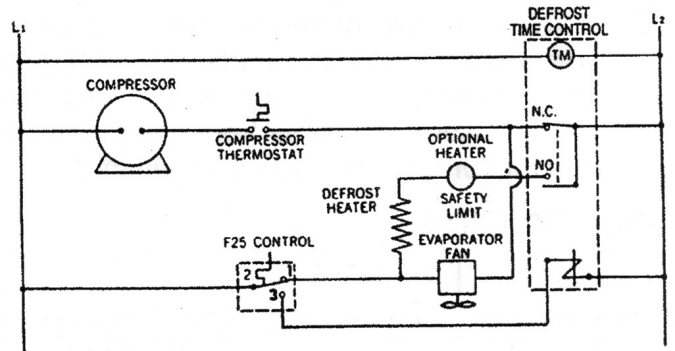 L1
DEFROST
TIME CONTROL
L2
TM
COMPRESSOR
N.C.
COMPRESSOR
THERMOSTAT
OPTIONAL
HEATER
NO
DEFROST
HEATER
SAFETY
LIMIT
F25 CONTROL
EVAPORATOR
FAN
2
1
3